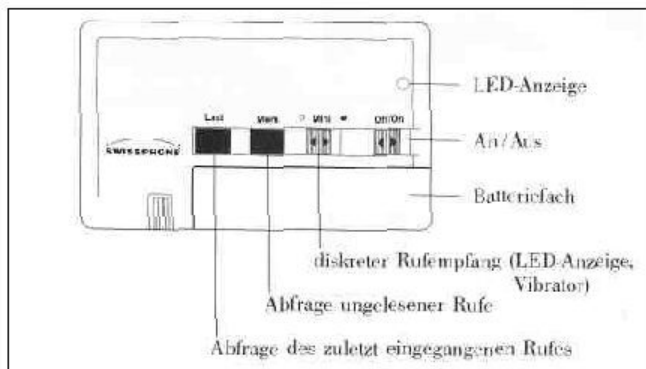 LED-Anzeige
Last Mem Mini Off/On
An/Aus
SWISSPHONE
Batteriefach
diskreter Rufempfang (LED-Anzeige,
Vibrator)
Abfrage ungelesener Rufe
Abfrage des zuletzt eingegangenen Rufes